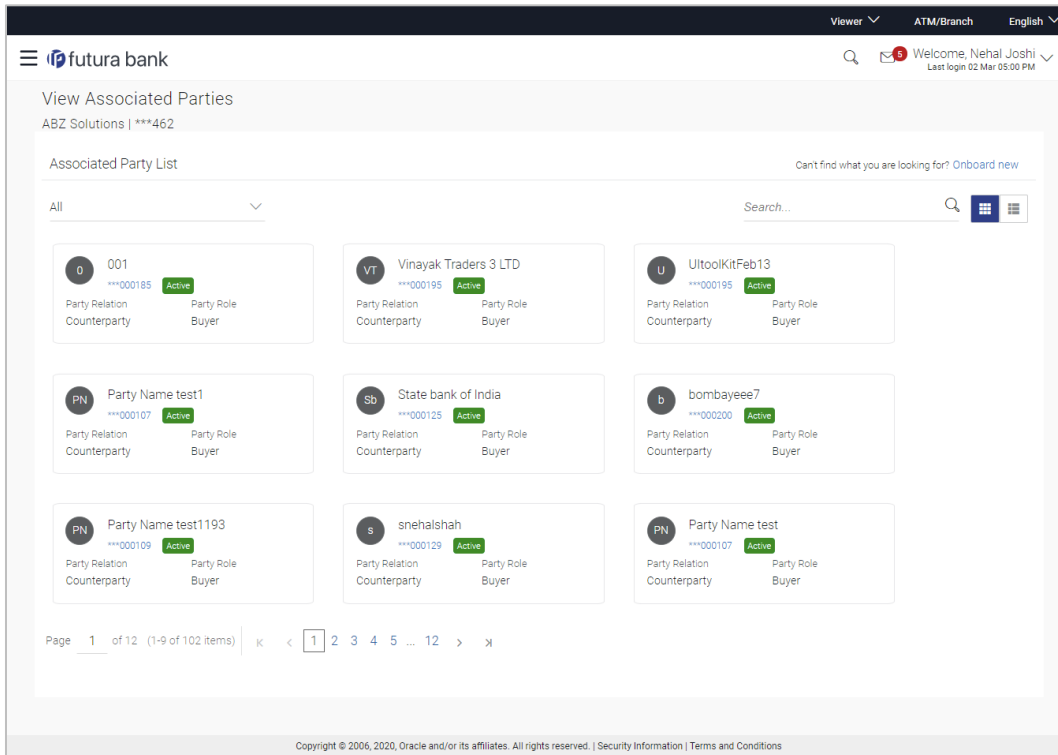 Viewer ATM/Branch English
futura bank 5 Welcome, Nehal Joshi
Last login 02 Mar 05:00 PM
View Associated Parties
ABZ Solutions | ***462
Associated Party List Can't find what you are looking for? Onboard new
All Search...
0 001 VT Vinayak Traders 3 LTD U UItoolKitFeb13
***000185 Active ***000195 Active ***000195 Active
Party Relation Party Role Party Relation Party Role Party Relation Party Role
Counterparty Buyer Counterparty Buyer Counterparty Buyer
PN Party Name test1 Sb State bank of India b bombayeee7
***000107 Active ***000125 Active ***000200 Active
Party Relation Party Role Party Relation Party Role Party Relation Party Role
Counterparty Buyer Counterparty Buyer Counterparty Buyer
PN Party Name test1193 s snehalshah PN Party Name test
***000109 Active ***000129 Active ***000107 Active
Party Relation Party Role Party Relation Party Role Party Relation Party Role
Counterparty Buyer Counterparty Buyer Counterparty Buyer
Page 1 of 12 (1-9 of 102 items) 1 2 3 4 5 ... 12
Copyright © 2006, 2020, Oracle and/or its affiliates. All rights reserved. | Security Information | Terms and Conditions